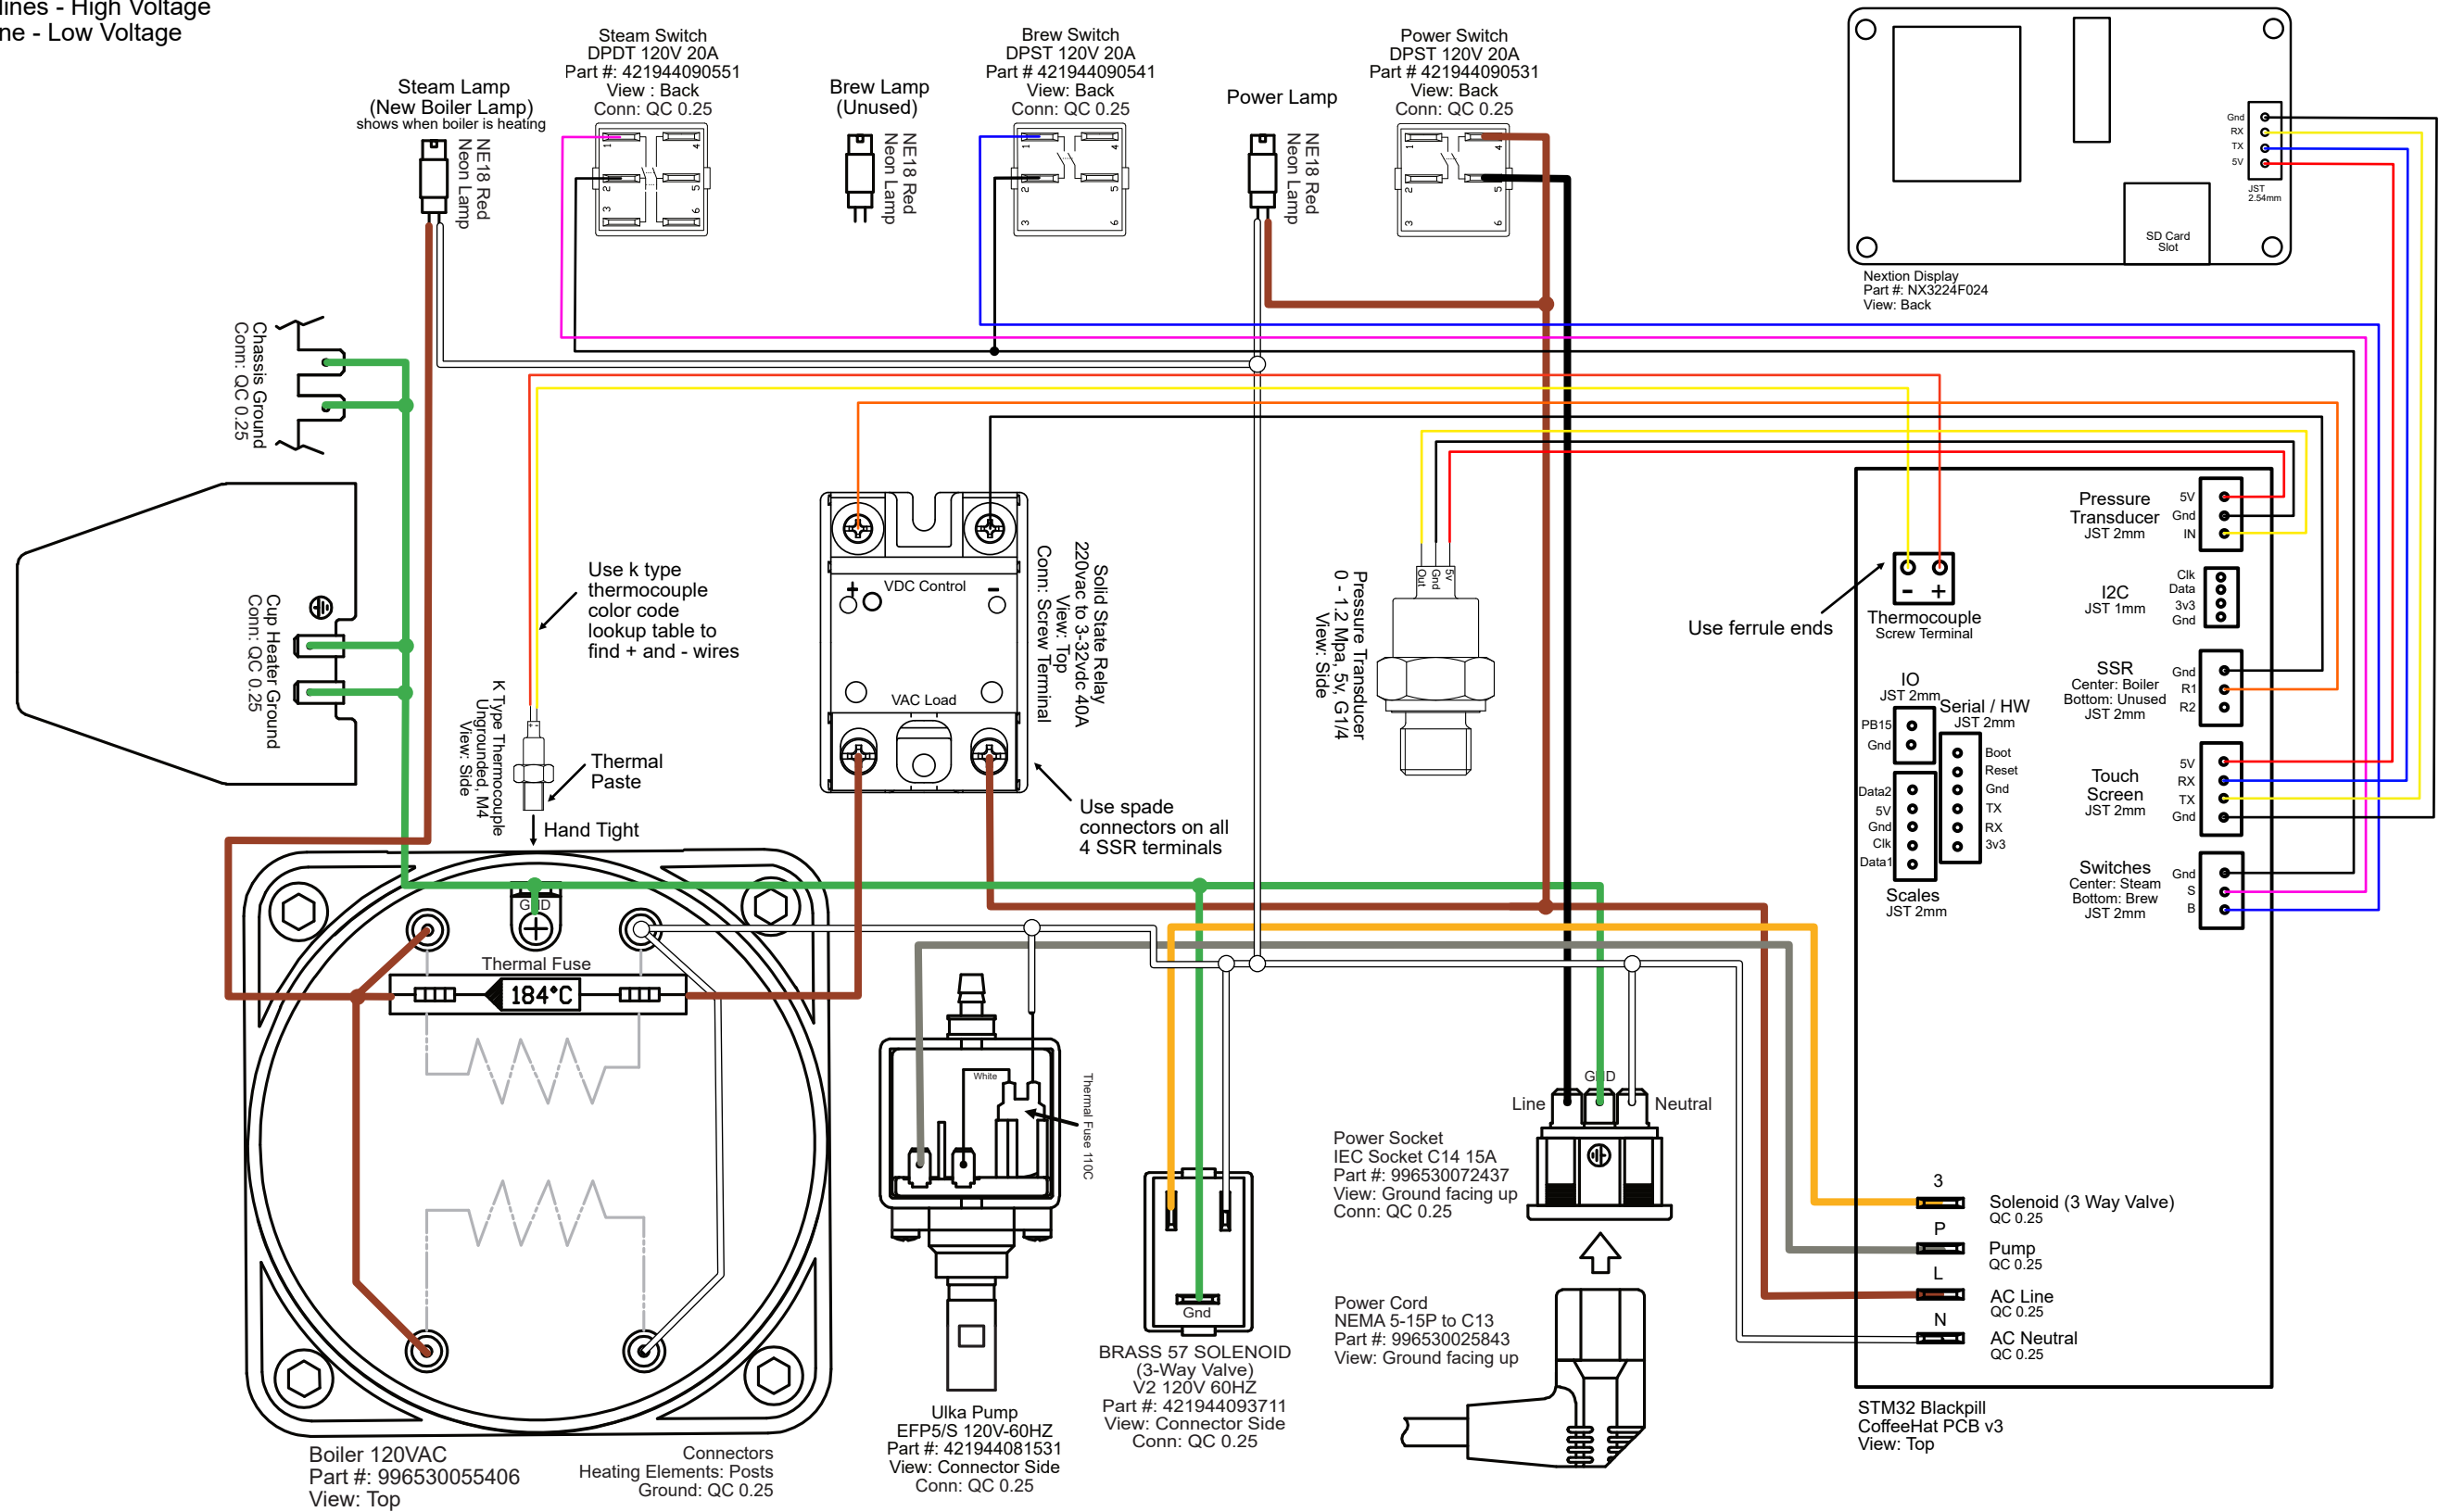 lines - High Voltage
ne - Low Voltage
Steam Lamp
(New Boiler Lamp)
shows when boiler is heating
NE18 Red
Neon Lamp
Steam Switch
DPDT 120V 20A
Part #: 421944090551
View : Back
Conn: QC 0.25
1
2
3
4
5
6
Brew Lamp
(Unused)
NE18 Red
Neon Lamp
Brew Switch
DPST 120V 20A
Part # 421944090541
View: Back
Conn: QC 0.25
1
2
3
4
5
6
Power Lamp
NE18 Red
Neon Lamp
Power Switch
DPST 120V 20A
Part # 421944090531
View: Back
Conn: QC 0.25
1
2
3
4
5
6
Gnd
RX
TX
5V
JST
2.54mm
SD Card
Slot
Nextion Display
Part #: NX3224F024
View: Back
Chassis Ground
Conn: QC 0.25
Cup Heater Ground
Conn: QC 0.25
Use k type
thermocouple
color code
lookup table to
find + and - wires
K Type Thermocouple
Ungrounded, M4
View: Side
Thermal
Paste
Hand Tight
+ VDC Control -
VAC Load
Solid State Relay
220vac to 3-32vdc 40A
View: Top
Conn: Screw Terminal
Use spade
connectors on all
4 SSR terminals
Out
Gnd
5v
Pressure Transducer
0 - 1.2 Mpa, 5v, G1/4
View: Side
Use ferrule ends
- +
Thermocouple
Screw Terminal
Pressure
Transducer
JST 2mm
5V
Gnd
IN
I2C
JST 1mm
Clk
Data
3v3
Gnd
SSR
Center: Boiler
Bottom: Unused
JST 2mm
Gnd
R1
R2
IO
JST 2mm
PB15
Gnd
Serial / HW
JST 2mm
Boot
Reset
Gnd
TX
RX
3v3
Data2
5V
Gnd
Clk
Data1
Scales
JST 2mm
Touch
Screen
JST 2mm
5V
RX
TX
Gnd
Switches
Center: Steam
Bottom: Brew
JST 2mm
Gnd
S
B
GND
Thermal Fuse
184°C
White
Thermal Fuse 110C
Gnd
GND
Line
Neutral
Power Socket
IEC Socket C14 15A
Part #: 996530072437
View: Ground facing up
Conn: QC 0.25
Power Cord
NEMA 5-15P to C13
Part #: 996530025843
View: Ground facing up
3
Solenoid (3 Way Valve)
QC 0.25
P
Pump
QC 0.25
L
AC Line
QC 0.25
N
AC Neutral
QC 0.25
STM32 Blackpill
CoffeeHat PCB v3
View: Top
BRASS 57 SOLENOID
(3-Way Valve)
V2 120V 60HZ
Part #: 421944093711
View: Connector Side
Conn: QC 0.25
Ulka Pump
EFP5/S 120V-60HZ
Part #: 421944081531
View: Connector Side
Conn: QC 0.25
Boiler 120VAC
Part #: 996530055406
View: Top
Connectors
Heating Elements: Posts
Ground: QC 0.25